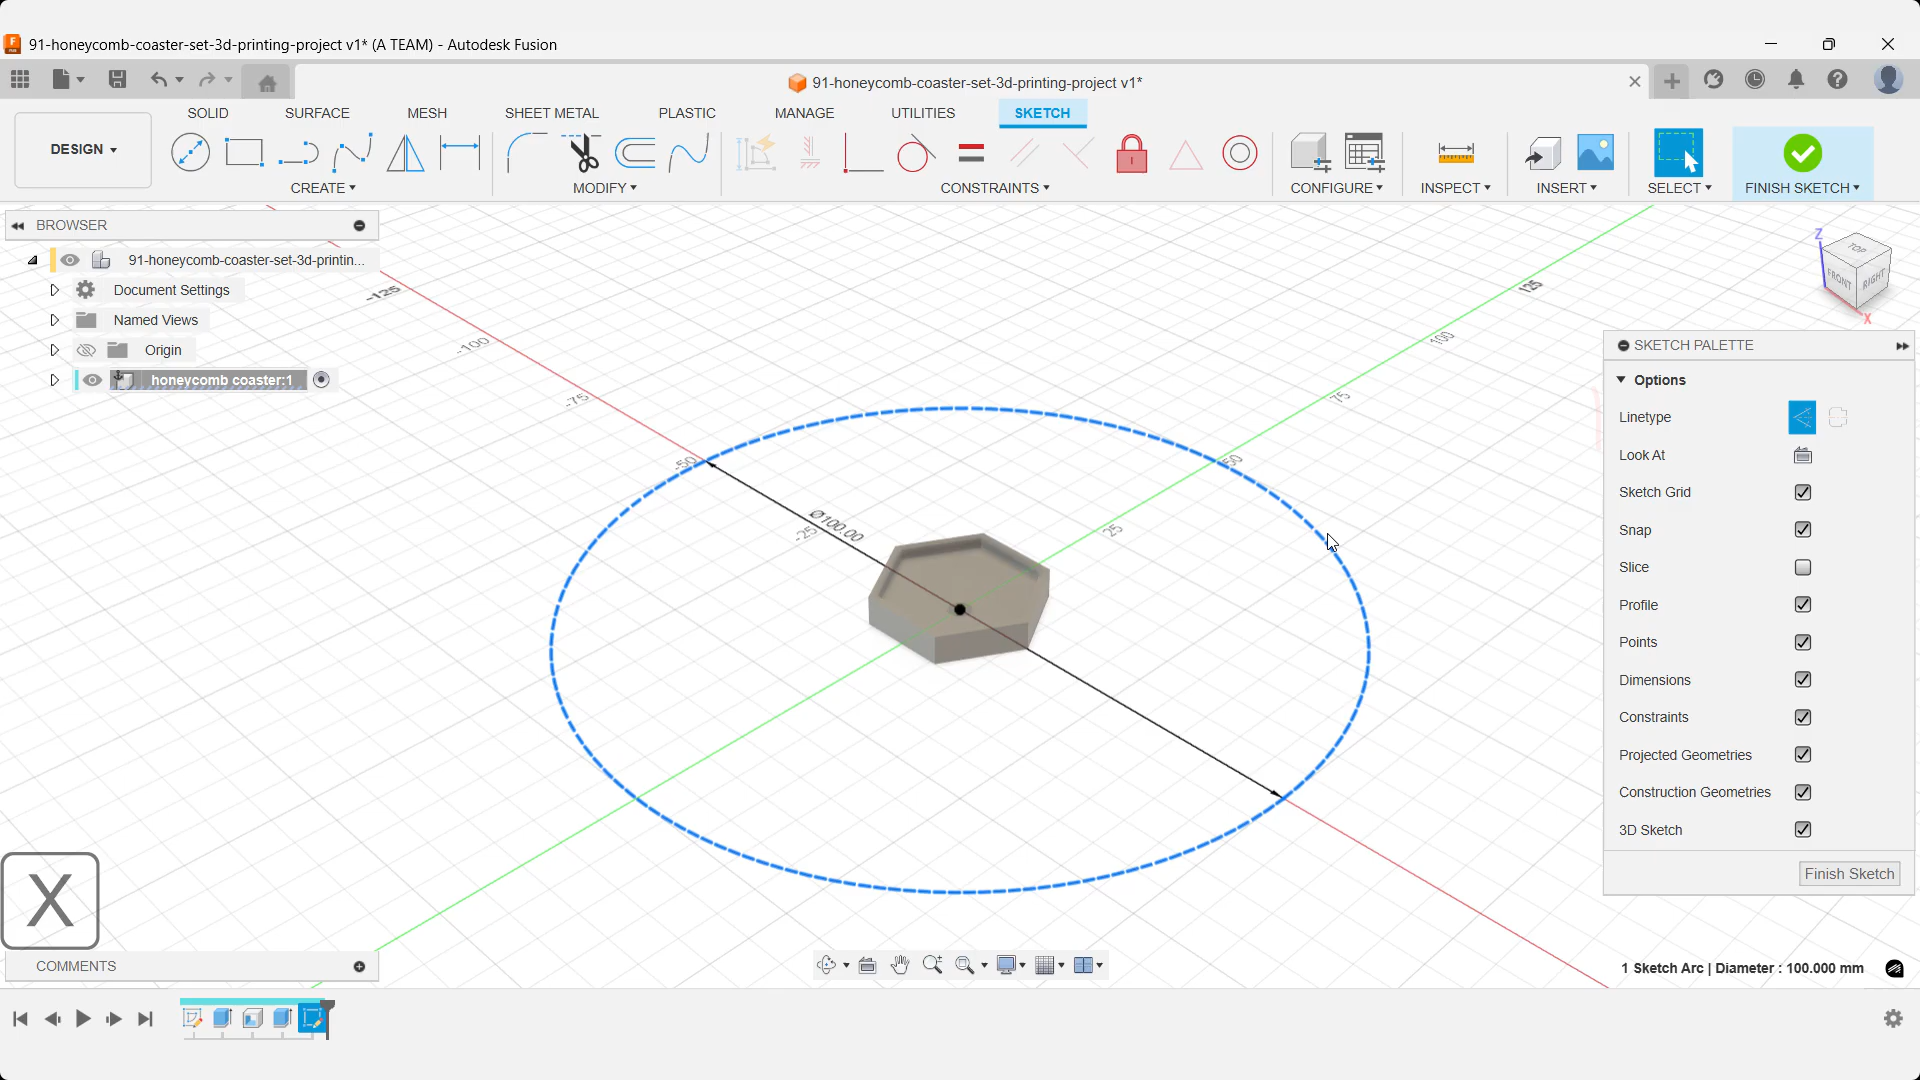 91-honeycomb-coaster-set-3d-printing-project v1* (A TEAM) - Autodesk Fusion
91-honeycomb-coaster-set-3d-printing-project v1*
SOLID SURFACE MESH SHEET METAL PLASTIC MANAGE UTILITIES SKETCH
DESIGN
CREATE MODIFY CONSTRAINTS CONFIGURE INSPECT INSERT SELECT FINISH SKETCH
BROWSER
91-honeycomb-coaster-set-3d-printin...
Document Settings
Named Views
Origin
honeycomb coaster:1
-125
-100
-75
-50
-25
Ø100.00
25
50
75
100
125
TOP
FRONT
RIGHT
Z
X
SKETCH PALETTE
Options
Linetype
Look At
Sketch Grid
Snap
Slice
Profile
Points
Dimensions
Constraints
Projected Geometries
Construction Geometries
3D Sketch
Finish Sketch
X
COMMENTS
1 Sketch Arc | Diameter : 100.000 mm